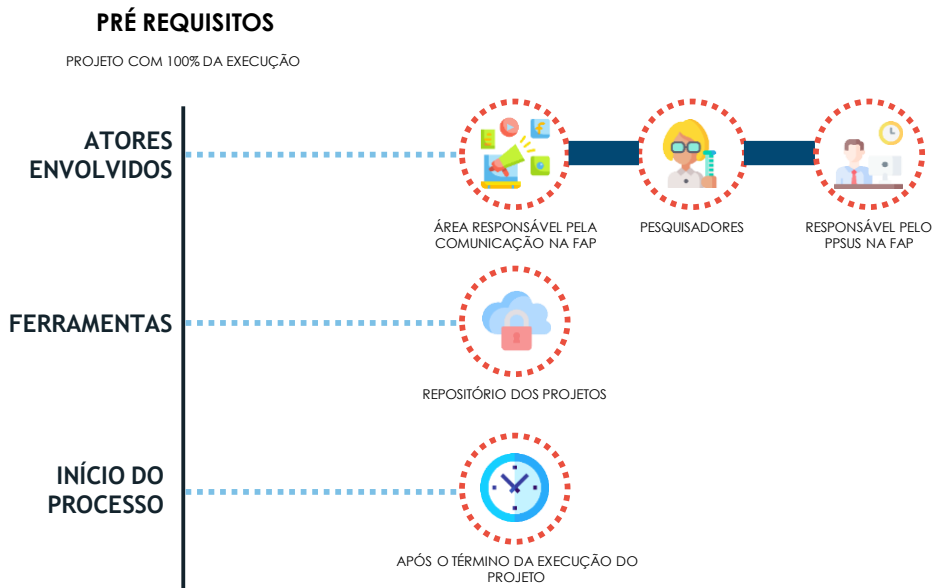 PRÉ REQUISITOS
PROJETO COM 100% DA EXECUÇÃO
ATORES
ENVOLVIDOS
ÁREA RESPONSÁVEL PELA
COMUNICAÇÃO NA FAP
PESQUISADORES
RESPONSÁVEL PELO
PPSUS NA FAP
FERRAMENTAS
REPOSITÓRIO DOS PROJETOS
INÍCIO DO
PROCESSO
APÓS O TÉRMINO DA EXECUÇÃO DO
PROJETO